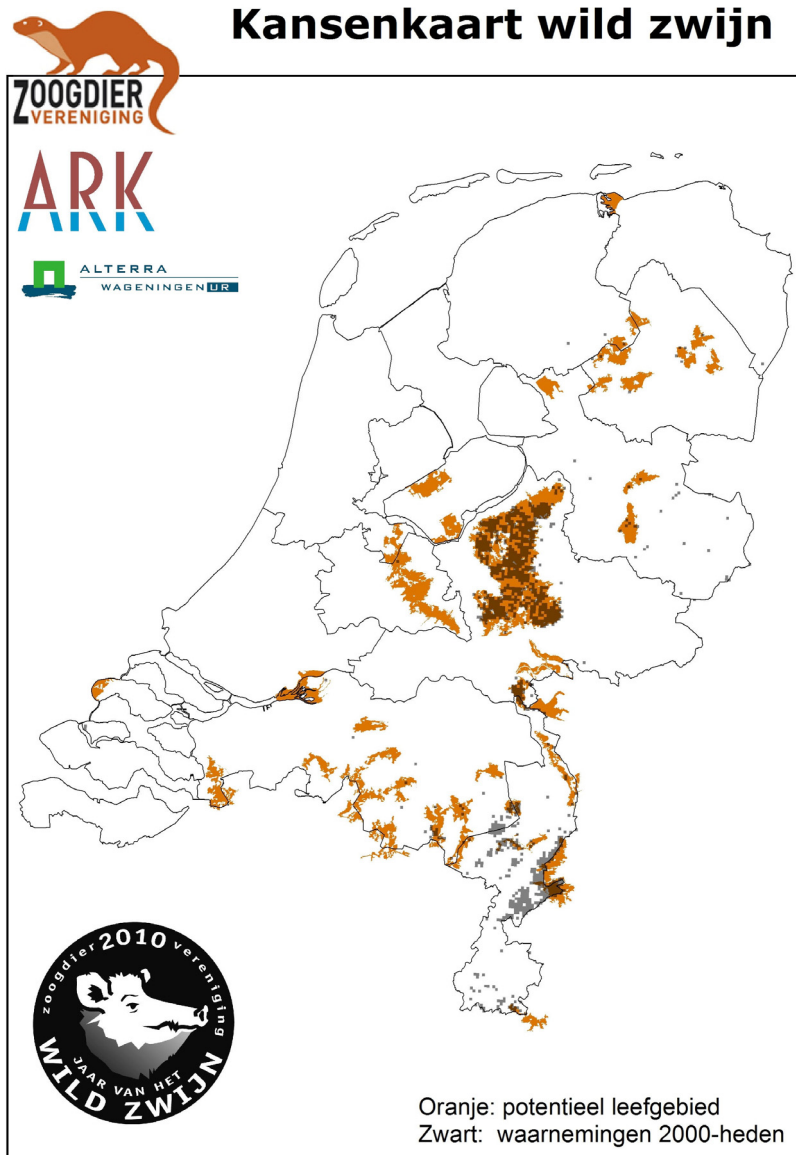 Kansenkaart wild zwijn
ZOOGDIER
VERENIGING
ARK
ALTERRA
WAGENINGEN UR
zoogdier 2010 vereniging
JAAR VAN HET
WILD ZWIJN
Oranje: potentieel leefgebied
Zwart: waarnemingen 2000-heden